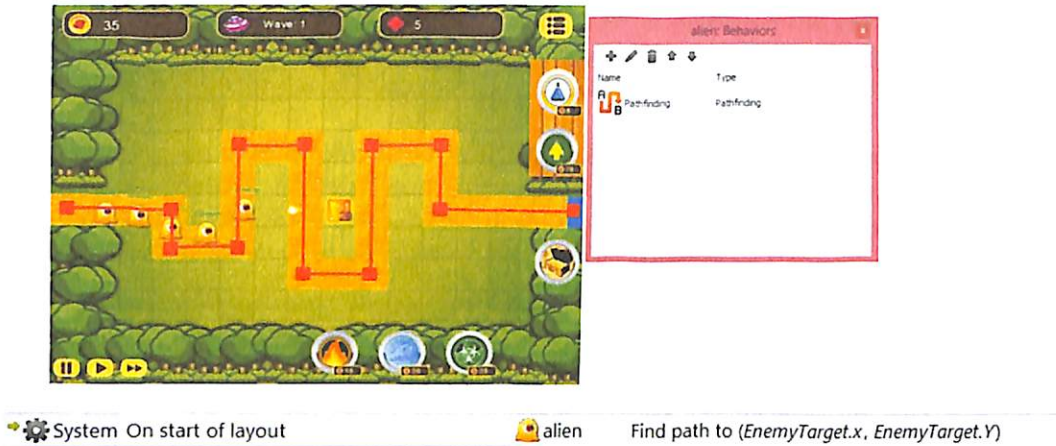 35
Wave: 1
5
alien: Behaviors
Name Type
A
B
Pathfinding Pathfinding
System On start of layout alien Find path to (EnemyTarget.x, EnemyTarget.Y)